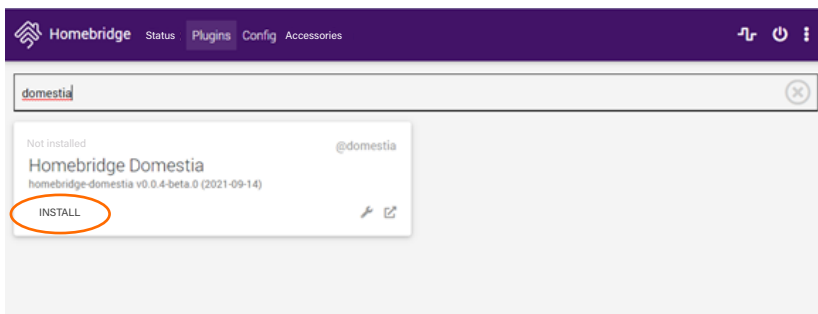 Homebridge Status Plugins Config Accessories
domestia
Not installed @domestia
Homebridge Domestia
homebridge-domestia v0.0.4-beta.0 (2021-09-14)
INSTALL